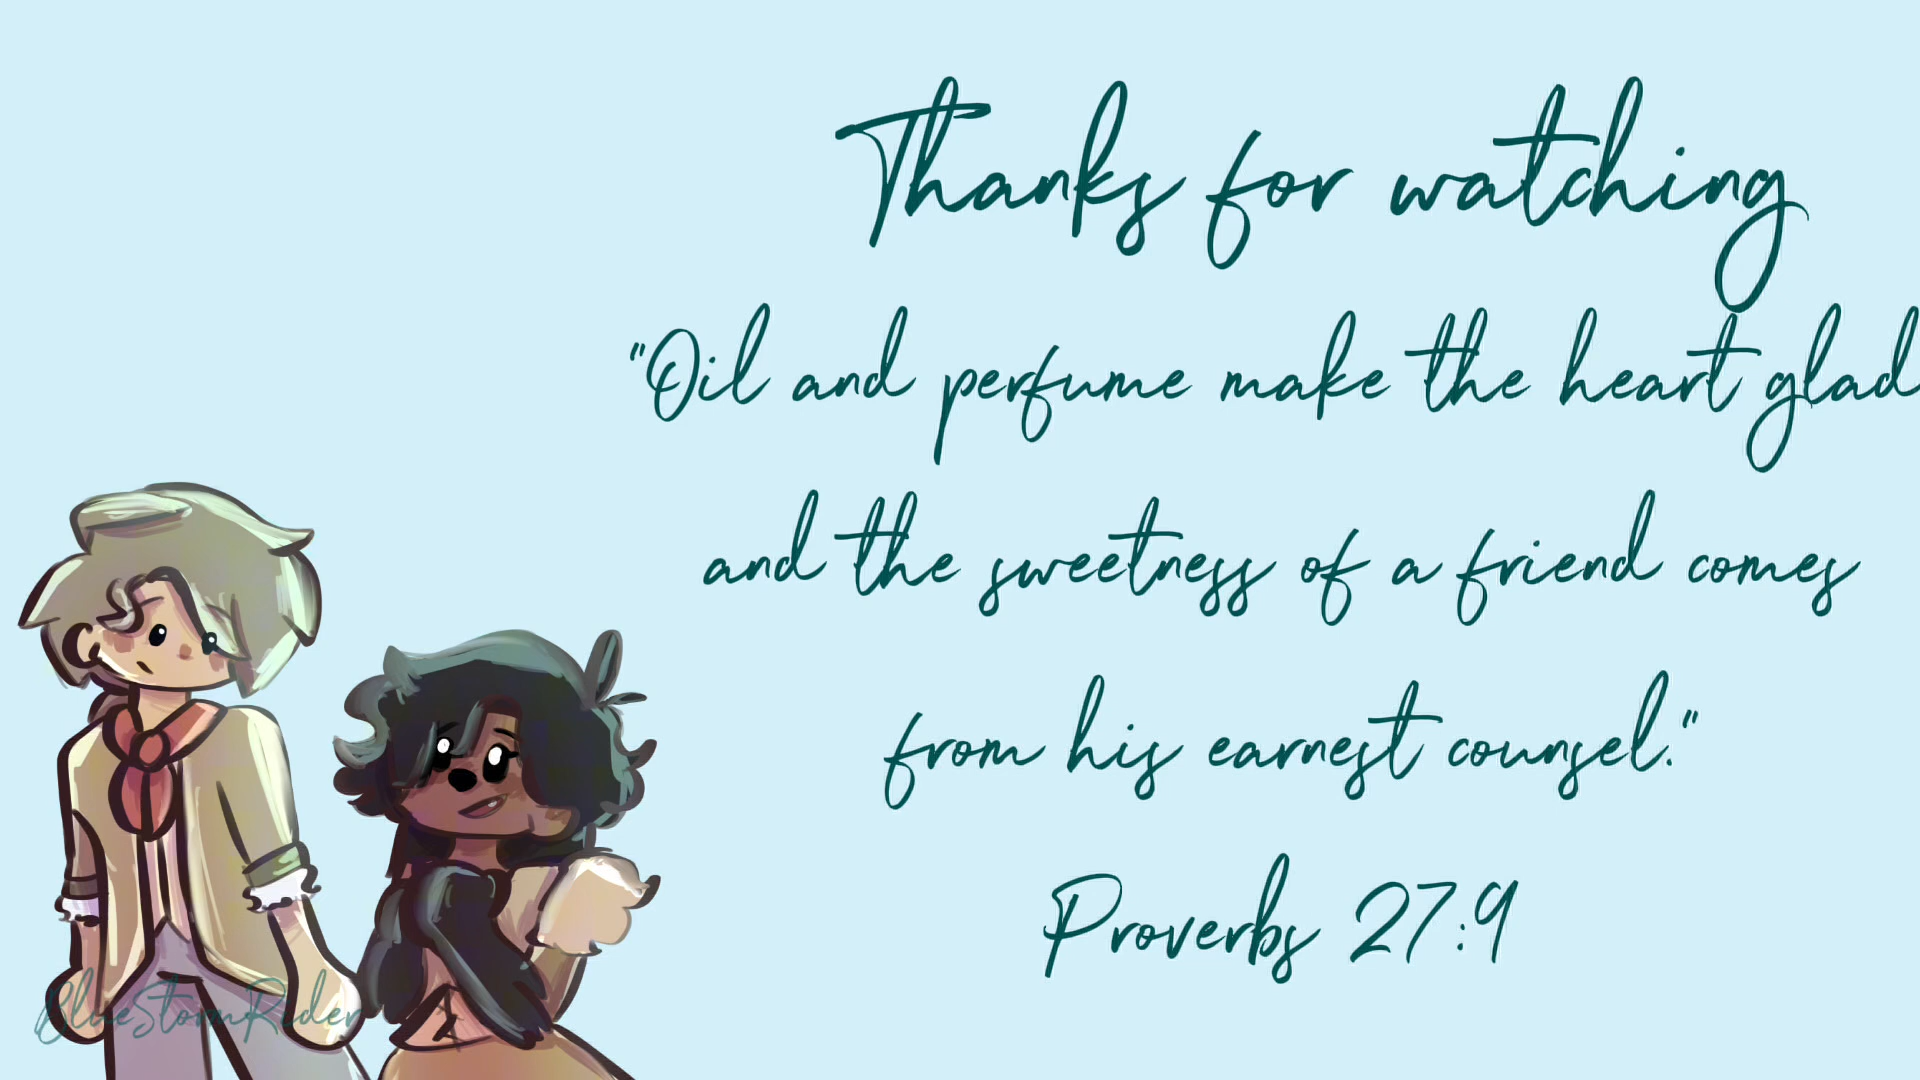 Thanks for watching
"Oil and perfume make the heart glad
and the sweetness of a friend comes
from his earnest counsel."
Proverbs 27:9
BlueStormRider